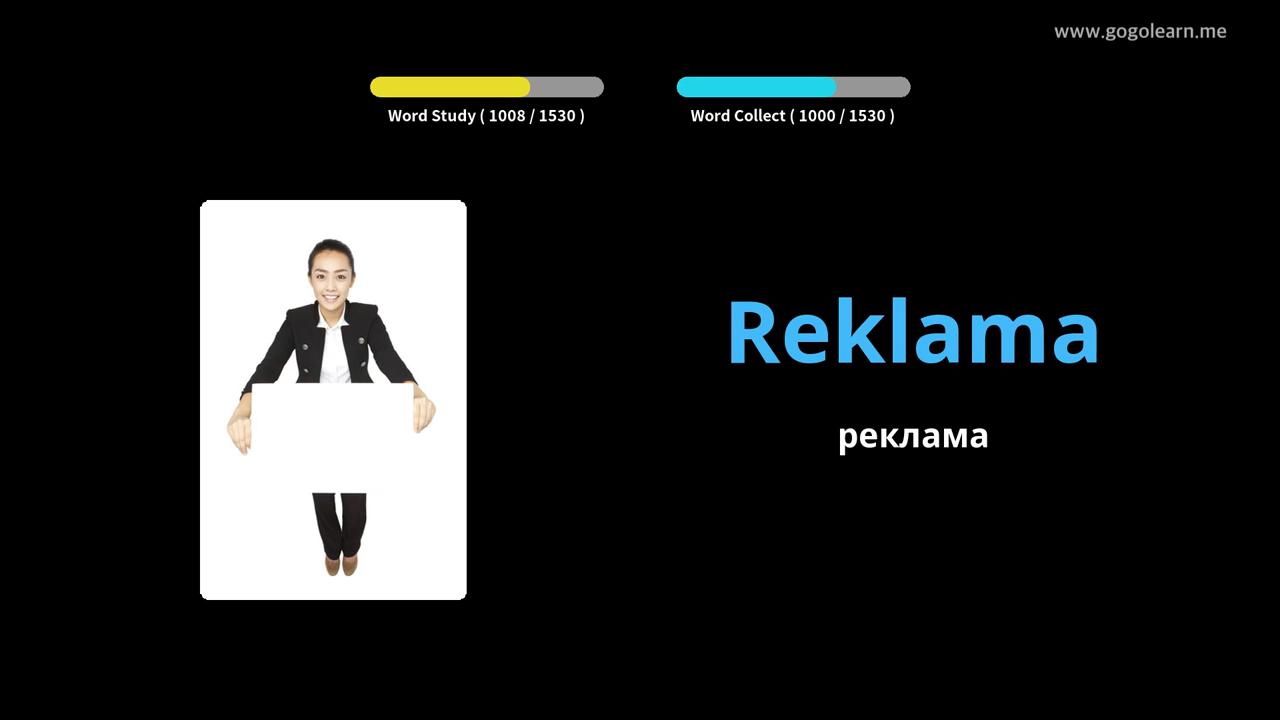 www.gogolearn.me
Word Study ( 1008 / 1530 )
Word Collect ( 1000 / 1530 )
Reklama
реклама